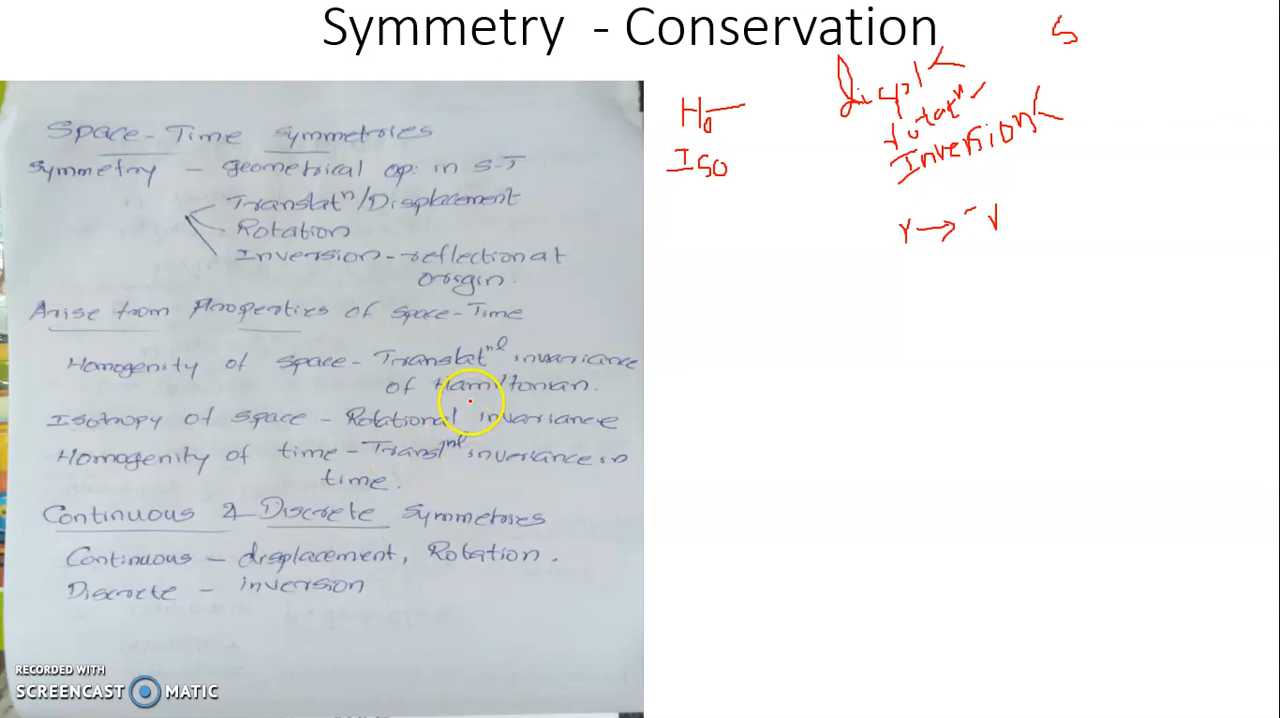 Symmetry - Conservation
Space-Time Symmetries
Symmetry - geometrical op: in S-T
Translatⁿ/Displacement
Rotation
Inversion - reflection at
origin.
Arise from Properties of space-Time
Homogenity of space - Translatⁿˡ invariance
of Hamiltonian.
Isotropy of space - Rotational invariance
Homogenity of time - Translⁿˡ invariance in
time.
Continuous & Discrete Symmetries
Continuous - displacement, Rotation.
Discrete - inversion
S
displ
Ho
rotatⁿ
Inversion
Iso
r → -r
RECORDED WITH
SCREENCAST MATIC